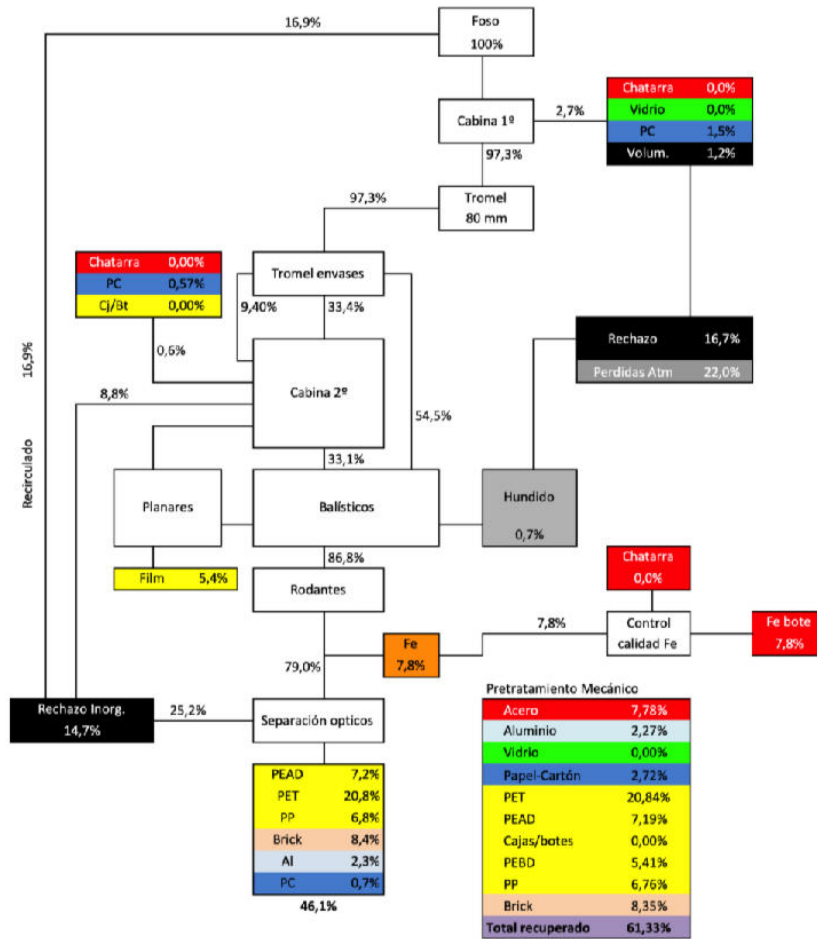 16,9%
Foso
100%
Cabina 1º
2,7%
Chatarra 0,0%
Vidrio 0,0%
PC 1,5%
Volum. 1,2%
97,3%
97,3%
Tromel
80 mm
Chatarra 0,00%
PC 0,57%
Cj/Bt 0,00%
Tromel envases
9,40%
33,4%
0,6%
16,9%
Recirculado
8,8%
Cabina 2º
54,5%
Rechazo 16,7%
Perdidas Atm 22,0%
33,1%
Planares
Balísticos
Hundido
0,7%
86,8%
Film 5,4%
Rodantes
Chatarra
0,0%
7,8%
Control
calidad Fe
Fe bote
7,8%
Fe
7,8%
79,0%
Rechazo Inorg.
14,7%
25,2%
Separación opticos
PEAD 7,2%
PET 20,8%
PP 6,8%
Brick 8,4%
Al 2,3%
PC 0,7%
46,1%
Pretratamiento Mecánico
Acero 7,78%
Aluminio 2,27%
Vidrio 0,00%
Papel-Cartón 2,72%
PET 20,84%
PEAD 7,19%
Cajas/botes 0,00%
PEBD 5,41%
PP 6,76%
Brick 8,35%
Total recuperado 61,33%